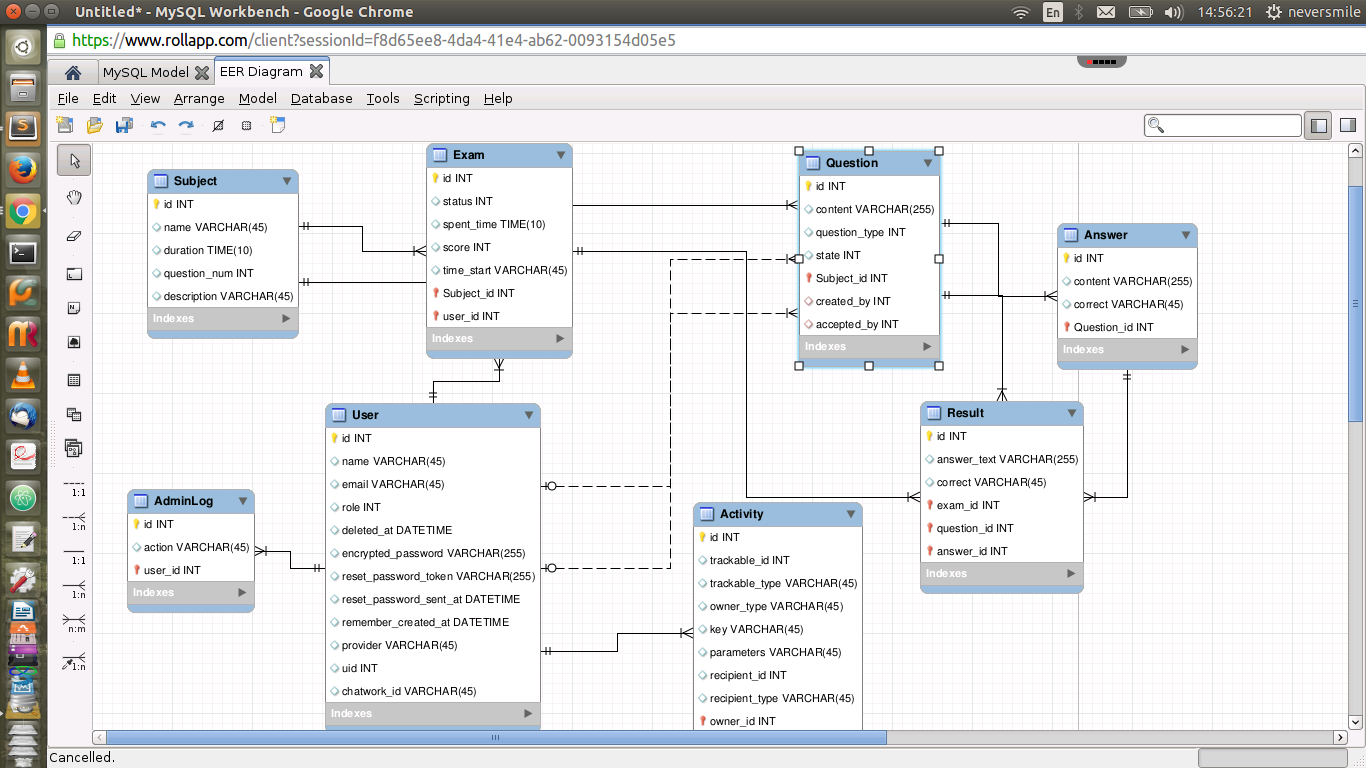 Untitled* - MySQL Workbench - Google Chrome
En
14:56:21
neversmile
https://www.rollapp.com/client?sessionId=f8d65ee8-4da4-41e4-ab62-0093154d05e5
MySQL Model
EER Diagram
File Edit View Arrange Model Database Tools Scripting Help
Subject
id INT
name VARCHAR(45)
duration TIME(10)
question_num INT
description VARCHAR(45)
Indexes
Exam
id INT
status INT
spent_time TIME(10)
score INT
time_start VARCHAR(45)
Subject_id INT
user_id INT
Indexes
Question
id INT
content VARCHAR(255)
question_type INT
state INT
Subject_id INT
created_by INT
accepted_by INT
Indexes
Answer
id INT
content VARCHAR(255)
correct VARCHAR(45)
Question_id INT
Indexes
User
id INT
name VARCHAR(45)
email VARCHAR(45)
role INT
deleted_at DATETIME
encrypted_password VARCHAR(255)
reset_password_token VARCHAR(255)
reset_password_sent_at DATETIME
remember_created_at DATETIME
provider VARCHAR(45)
uid INT
chatwork_id VARCHAR(45)
Indexes
AdminLog
id INT
action VARCHAR(45)
user_id INT
Indexes
Activity
id INT
trackable_id INT
trackable_type VARCHAR(45)
owner_type VARCHAR(45)
key VARCHAR(45)
parameters VARCHAR(45)
recipient_id INT
recipient_type VARCHAR(45)
owner_id INT
Result
id INT
answer_text VARCHAR(255)
correct VARCHAR(45)
exam_id INT
question_id INT
answer_id INT
Indexes
1:1
1:n
1:1
1:n
n:m
1:n
Cancelled.